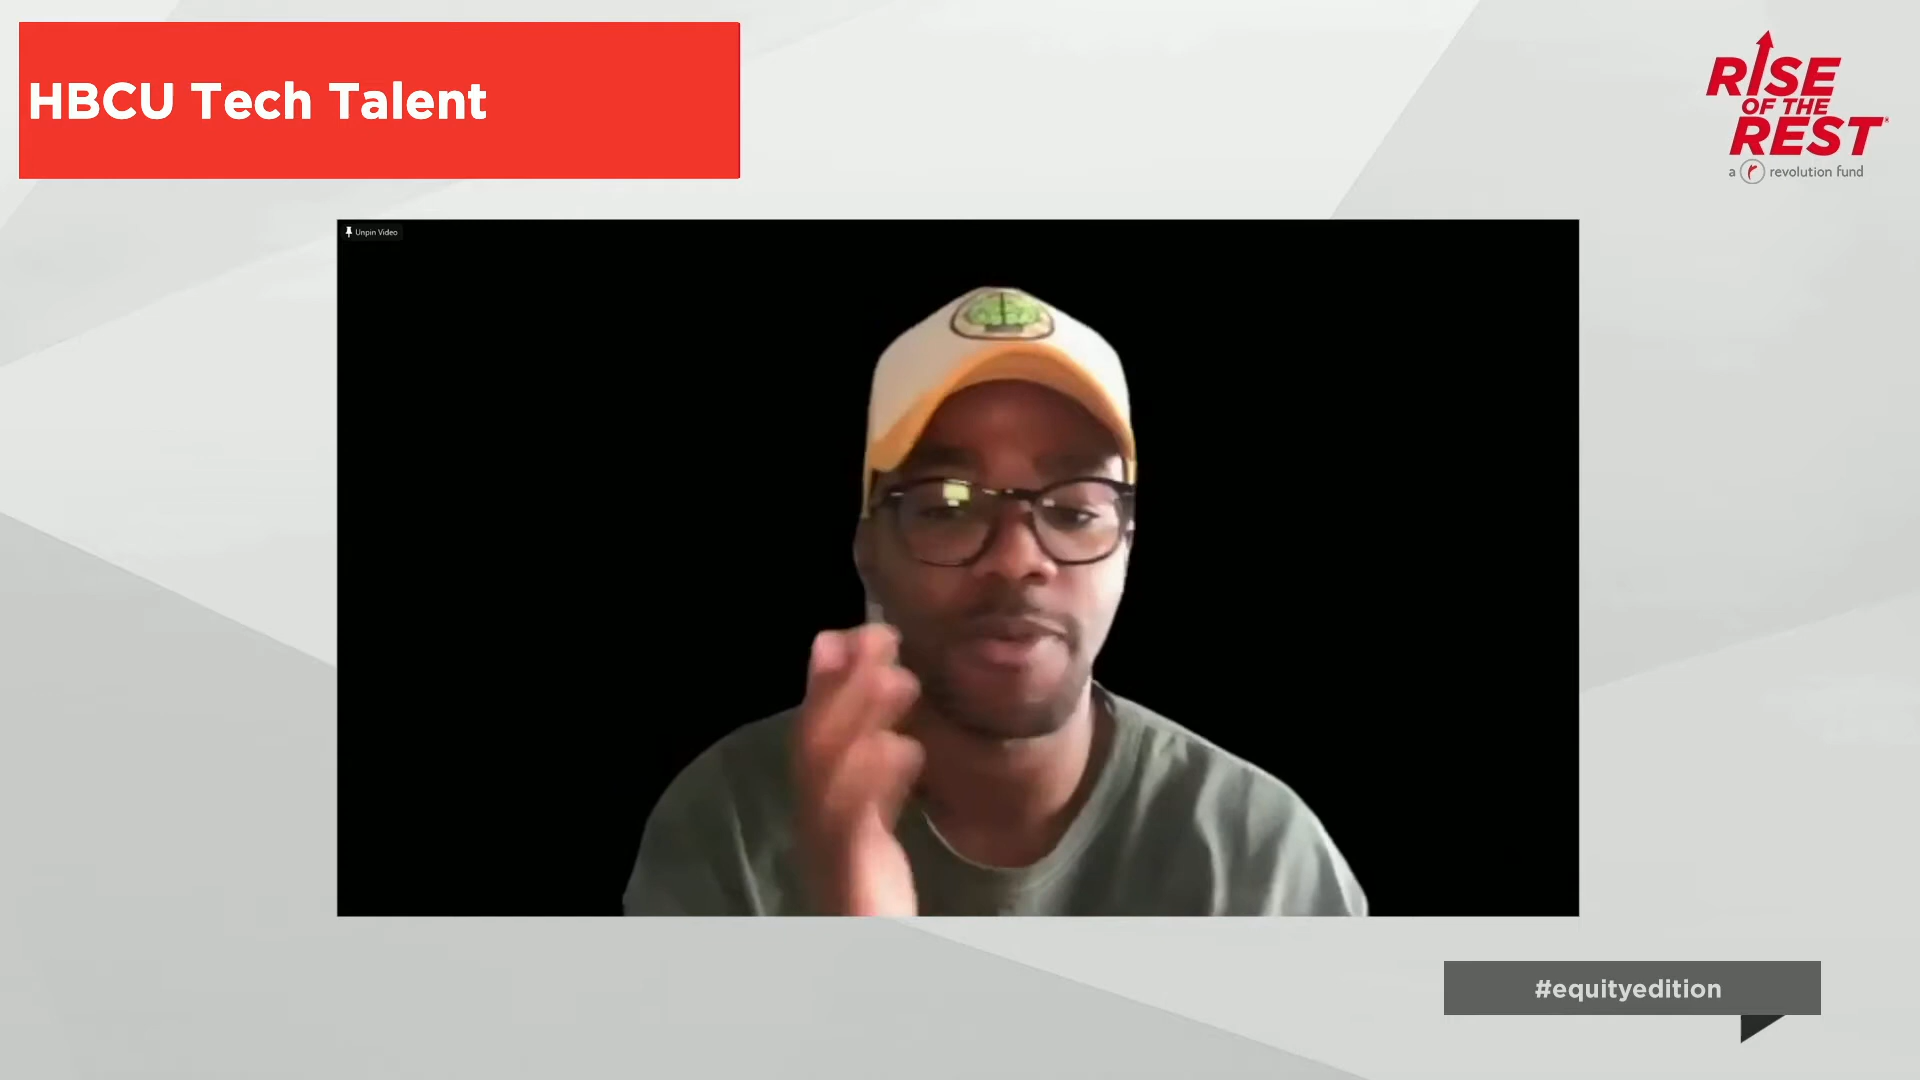 HBCU Tech Talent
RISE
OF THE
REST
a r revolution fund
Unpin Video
#equityedition